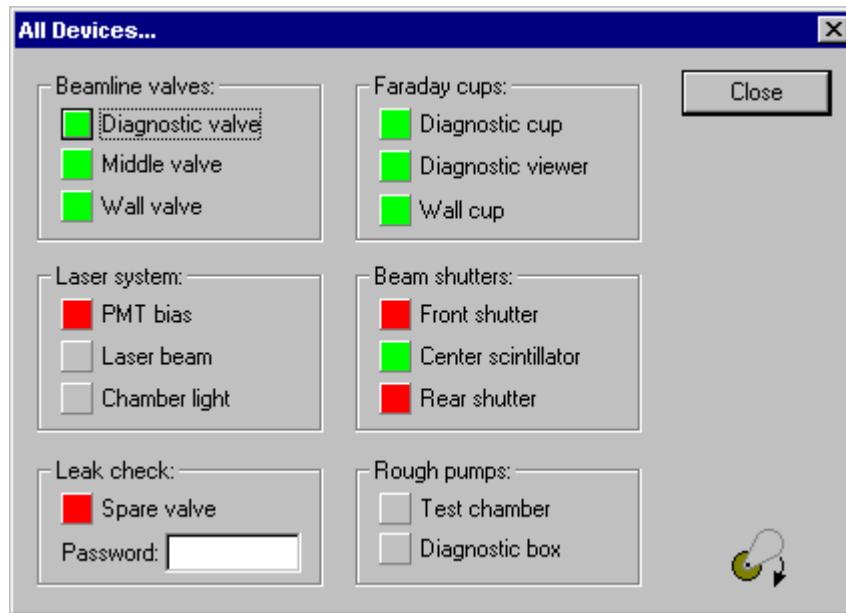 All Devices...
Beamline valves:
Diagnostic valve
Middle valve
Wall valve
Faraday cups:
Diagnostic cup
Diagnostic viewer
Wall cup
Close
Laser system:
PMT bias
Laser beam
Chamber light
Beam shutters:
Front shutter
Center scintillator
Rear shutter
Leak check:
Spare valve
Password:
Rough pumps:
Test chamber
Diagnostic box